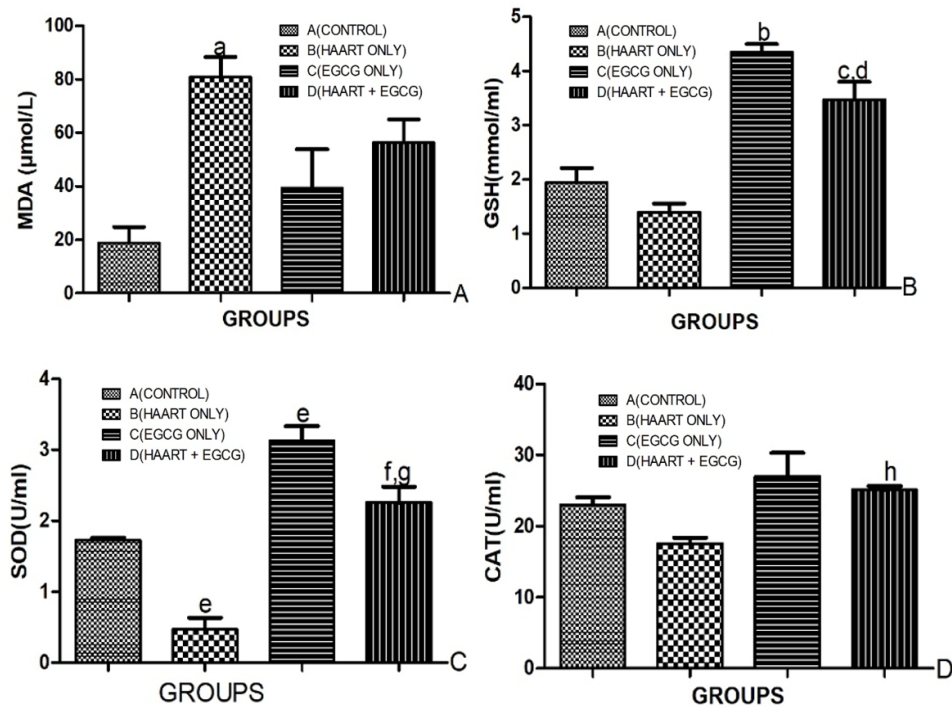 100
80
60
40
20
0
MDA (µmol/L)
a
A(CONTROL)
B(HAART ONLY)
C(EGCG ONLY)
D(HAART + EGCG)
GROUPS
A
5
4
3
2
1
0
GSH(mmol/ml)
A(CONTROL)
B(HAART ONLY)
C(EGCG ONLY)
D(HAART + EGCG)
b
c,d
GROUPS
B
4
3
2
1
0
SOD(U/ml)
A(CONTROL)
B(HAART ONLY)
C(EGCG ONLY)
D(HAART + EGCG)
e
e
f,g
GROUPS
C
40
30
20
10
0
CAT(U/ml)
A(CONTROL)
B(HAART ONLY)
C(EGCG ONLY)
D(HAART + EGCG)
h
GROUPS
D